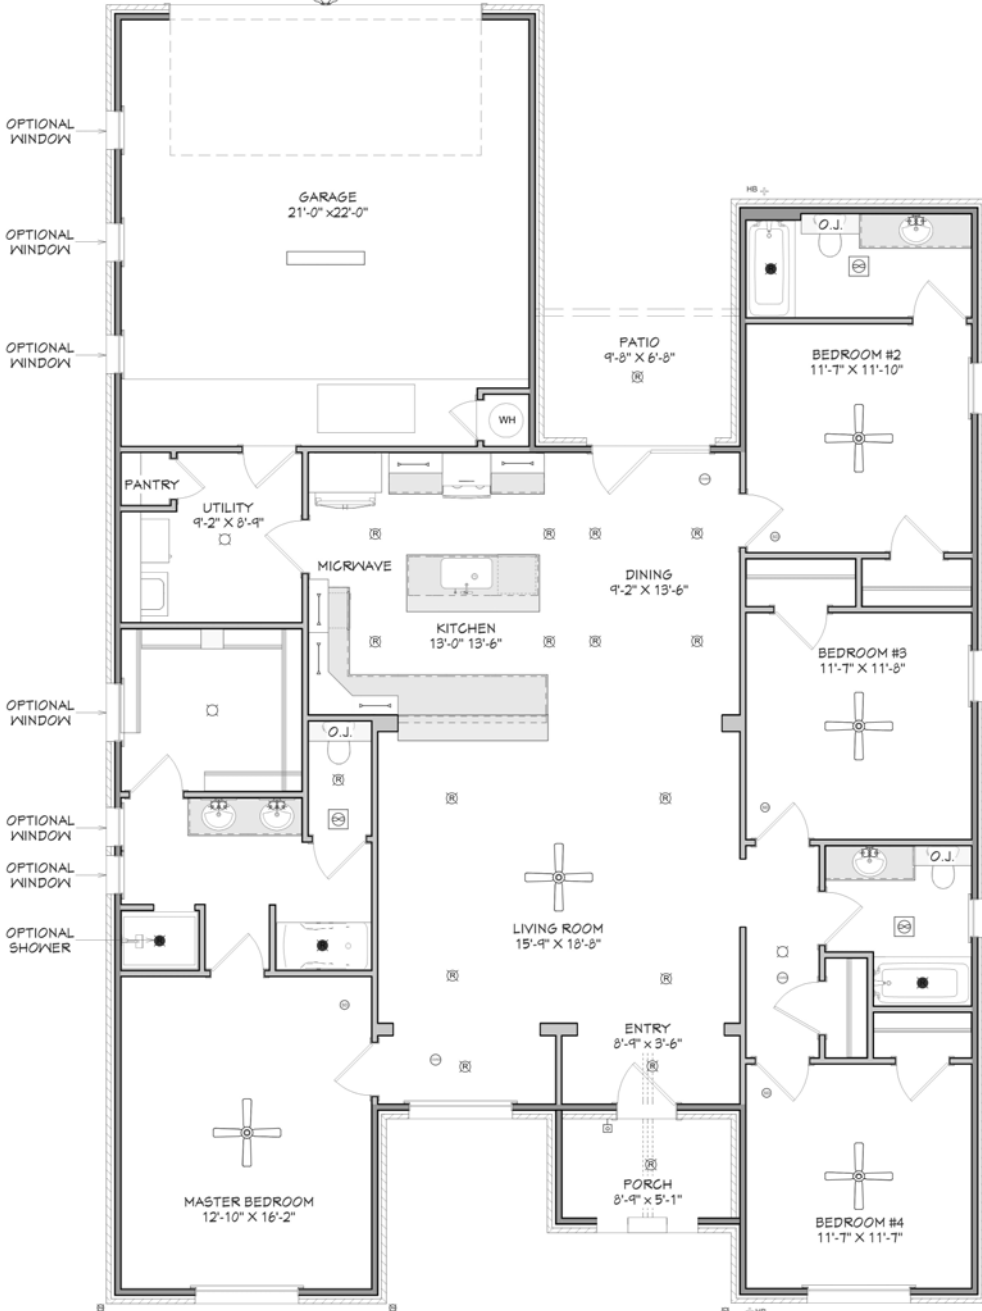 OPTIONAL
WINDOW
GARAGE
21'-0" x22'-0"
HB
O.J.
OPTIONAL
WINDOW
OPTIONAL
WINDOW
PATIO
9'-8" X 6'-8"
R
BEDROOM #2
11'-7" X 11'-10"
WH
PANTRY
UTILITY
9'-2" X 8'-9"
R
R
R
R
MICRWAVE
DINING
9'-2" X 13'-6"
KITCHEN
13'-0" 13'-6"
R
R
R
R
BEDROOM #3
11'-7" X 11'-8"
OPTIONAL
WINDOW
O.J.
R
R
R
OPTIONAL
WINDOW
OPTIONAL
WINDOW
O.J.
OPTIONAL
SHOWER
LIVING ROOM
15'-9" X 18'-8"
R
R
ENTRY
8'-9" x 3'-6"
R
R
R
PORCH
8'-9" x 5'-1"
MASTER BEDROOM
12'-10" X 16'-2"
BEDROOM #4
11'-7" X 11'-7"